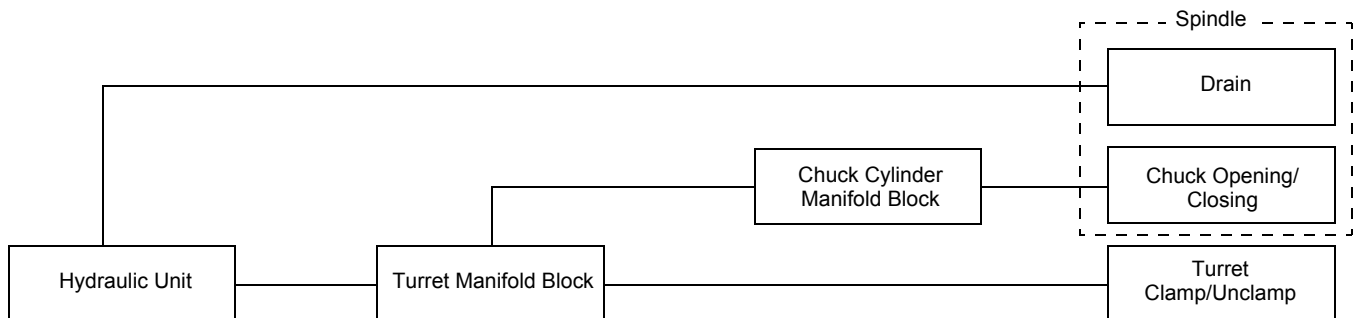 Spindle
Drain
Chuck Cylinder
Manifold Block
Chuck Opening/
Closing
Hydraulic Unit
Turret Manifold Block
Turret
Clamp/Unclamp